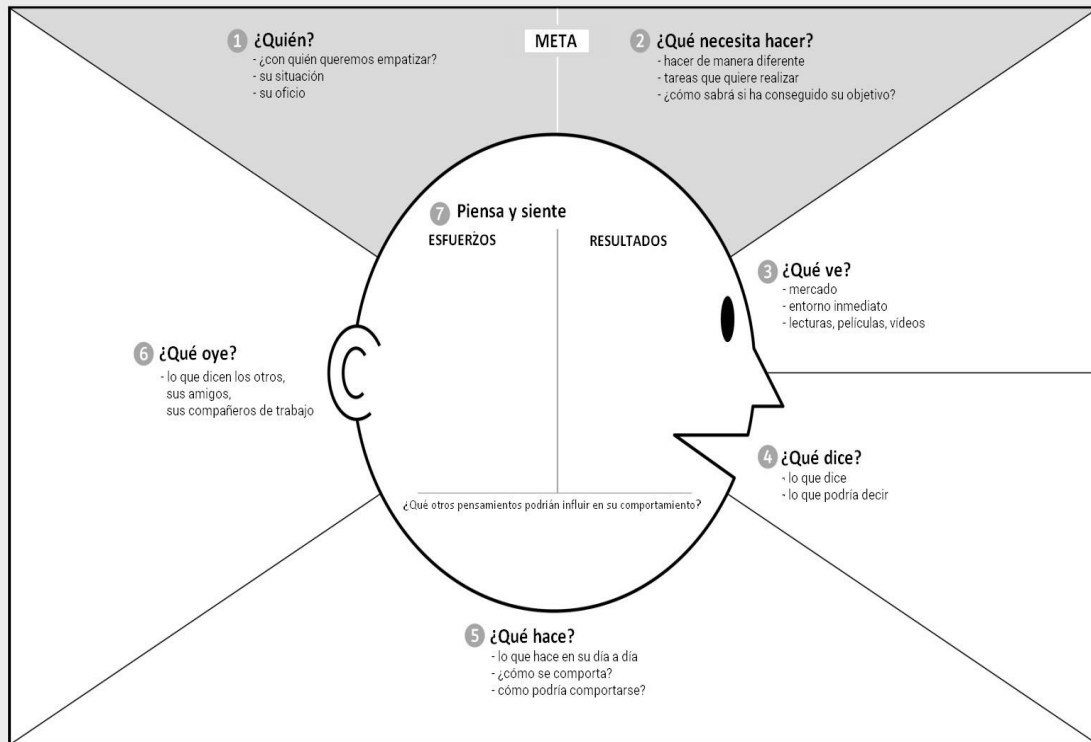 1 ¿Quién?
- ¿con quién queremos empatizar?
- su situación
- su oficio
META
2 ¿Qué necesita hacer?
- hacer de manera diferente
- tareas que quiere realizar
- ¿cómo sabrá si ha conseguido su objetivo?
3 ¿Qué ve?
- mercado
- entorno inmediato
- lecturas, películas, vídeos
4 ¿Qué dice?
- lo que dice
- lo que podría decir
5 ¿Qué hace?
- lo que hace en su día a día
- ¿cómo se comporta?
- cómo podría comportarse?
6 ¿Qué oye?
- lo que dicen los otros,
sus amigos,
sus compañeros de trabajo
7 Piensa y siente
ESFUERZOS
RESULTADOS
¿Qué otros pensamientos podrián influir en su comportamiento?